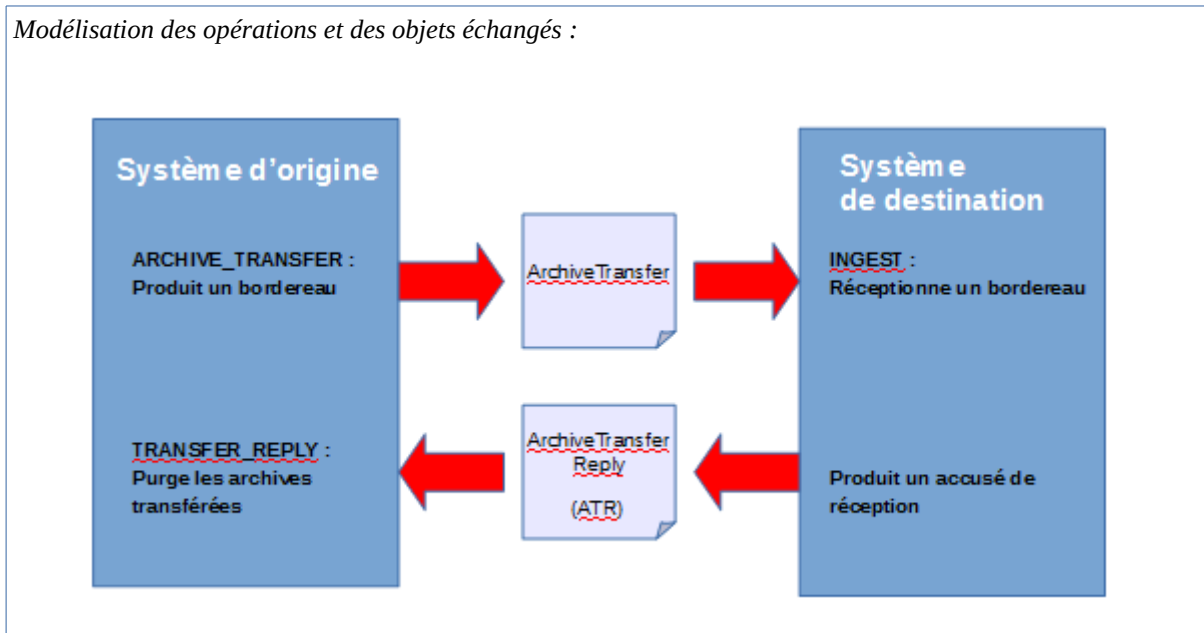 Modélisation des opérations et des objets échangés :
Système d'origine
ARCHIVE_TRANSFER :
Produit un bordereau
TRANSFER_REPLY :
Purge les archives
transférées
ArchiveTransfer
ArchiveTransfer
Reply
(ATR)
Système
de destination
INGEST :
Réceptionne un bordereau
Produit un accusé de
réception